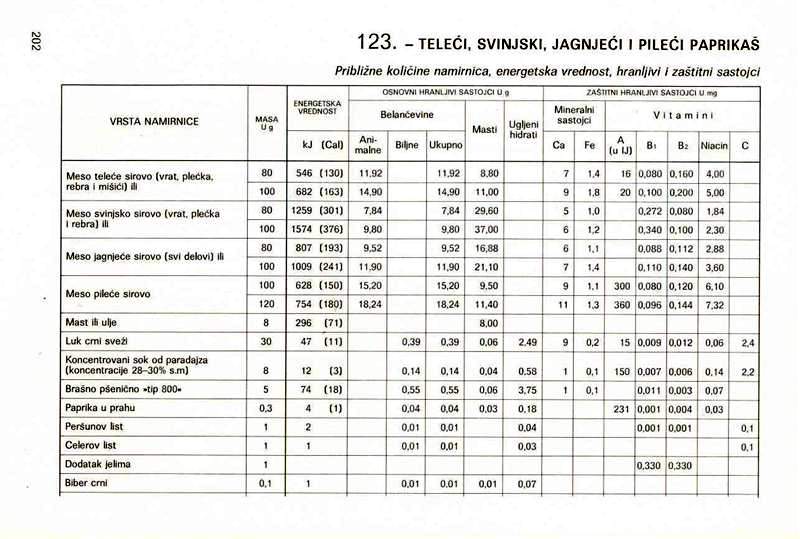 202
123. – TELEĆI, SVINJSKI, JAGNJEĆI I PILEĆI PAPRIKAŠ
Približne količine namirnica, energetska vrednost, hranljivi i zaštitni sastojci
VRSTA NAMIRNICE MASA U g ENERGETSKA VREDNOST OSNOVNI HRANLJIVI SASTOJCI U g ZAŠTITNI HRANLJIVI SASTOJCI U mg
Belančevine Masti Ugljeni hidrati Mineralni sastojci Vitamini
kJ (Cal) Ani-malne Biljne Ukupno Ca Fe A (u IJ) B1 B2 Niacin C
Meso teleće sirovo (vrat, plećka, 80 546 (130) 11,92 11,92 8,80 7 1,4 16 0,080 0,160 4,00
rebra i mišići) ili 100 682 (163) 14,90 14,90 11,00 9 1,8 20 0,100 0,200 5,00
Meso svinjsko sirovo (vrat, plećka 80 1259 (301) 7,84 7,84 29,60 5 1,0 0,272 0,080 1,84
i rebra) ili 100 1574 (376) 9,80 9,80 37,00 6 1,2 0,340 0,100 2,30
Meso jagnjeće sirovo (svi delovi) ili 80 807 (193) 9,52 9,52 16,88 6 1,1 0,088 0,112 2,88
100 1009 (241) 11,90 11,90 21,10 7 1,4 0,110 0,140 3,60
Meso pileće sirovo 100 628 (150) 15,20 15,20 9,50 9 1,1 300 0,080 0,120 6,10
120 754 (180) 18,24 18,24 11,40 11 1,3 360 0,096 0,144 7,32
Mast ili ulje 8 296 (71) 8,00
Luk crni sveži 30 47 (11) 0,39 0,39 0,06 2,49 9 0,2 15 0,009 0,012 0,06 2,4
Koncentrovani sok od paradajza
(koncentracije 28–30% s.m) 8 12 (3) 0,14 0,14 0,04 0,58 1 0,1 150 0,007 0,006 0,14 2,2
Brašno pšenično »tip 800« 5 74 (18) 0,55 0,55 0,06 3,75 1 0,1 0,011 0,003 0,07
Paprika u prahu 0,3 4 (1) 0,04 0,04 0,03 0,18 231 0,001 0,004 0,03
Peršunov list 1 2 0,01 0,01 0,04 0,001 0,001 0,1
Celerov list 1 1 0,01 0,01 0,03 0,1
Dodatak jelima 1 0,330 0,330
Biber crni 0,1 1 0,01 0,01 0,01 0,07